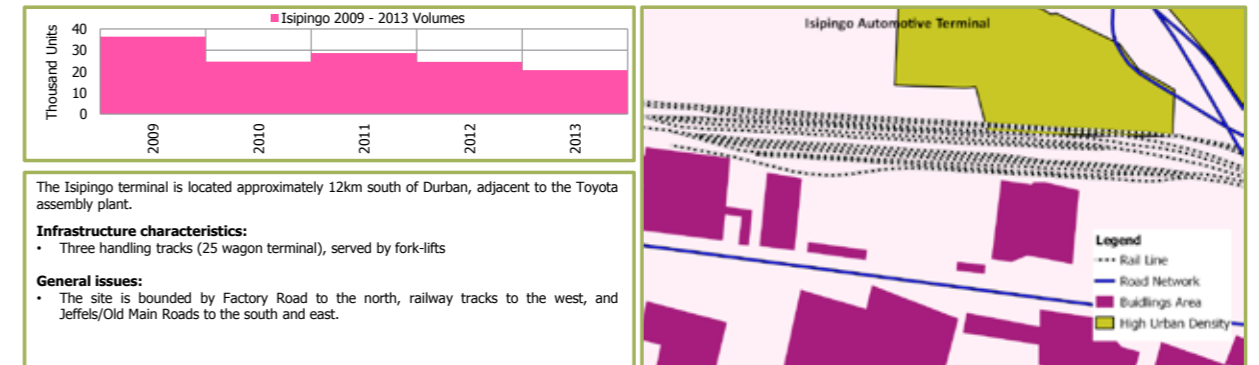 Isipingo 2009 - 2013 Volumes
Thousand Units
40
30
20
10
0
2009
2010
2011
2012
2013
The Isipingo terminal is located approximately 12km south of Durban, adjacent to the Toyota
assembly plant.
Infrastructure characteristics:
• Three handling tracks (25 wagon terminal), served by fork-lifts
General issues:
• The site is bounded by Factory Road to the north, railway tracks to the west, and
Jeffels/Old Main Roads to the south and east.
Isipingo Automotive Terminal
Legend
Rail Line
Road Network
Buidlings Area
High Urban Density